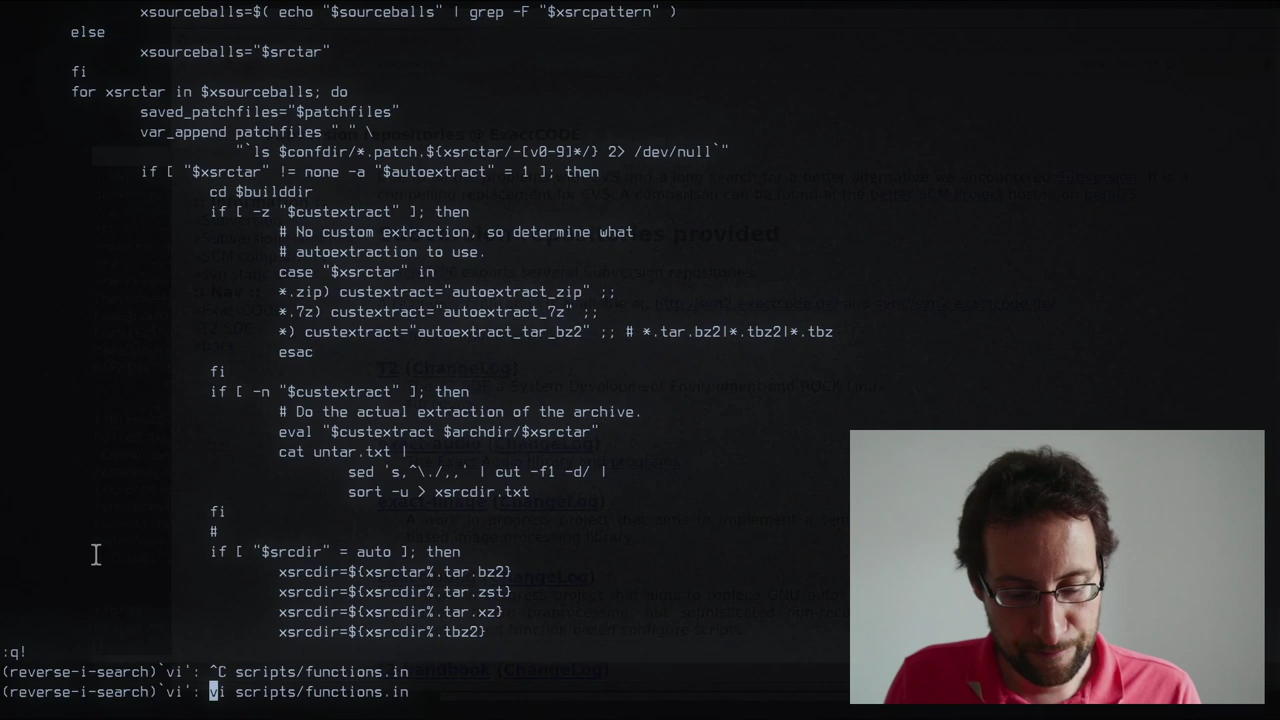 xsourceballs=$( echo "$sourceballs" | grep -F "$xsrcpattern" )
else
xsourceballs="$srctar"
fi
for xsrctar in $xsourceballs; do
saved_patchfiles="$patchfiles"
var_append patchfiles " " \
"`ls $confdir/*.patch.${xsrctar/-[v0-9]*/} 2> /dev/null`"
if [ "$xsrctar" != none -a "$autoextract" = 1 ]; then
cd $builddir
if [ -z "$custextract" ]; then
# No custom extraction, so determine what
# autoextraction to use.
case "$xsrctar" in
*.zip) custextract="autoextract_zip" ;;
*.7z) custextract="autoextract_7z" ;;
*) custextract="autoextract_tar_bz2" ;; # *.tar.bz2|*.tbz2|*.tbz
esac
fi
if [ -n "$custextract" ]; then
# Do the actual extraction of the archive.
eval "$custextract $archdir/$xsrctar"
cat untar.txt |
sed 's,^\./,,' | cut -f1 -d/ |
sort -u > xsrcdir.txt
fi
#
if [ "$srcdir" = auto ]; then
xsrcdir=${xsrctar%.tar.bz2}
xsrcdir=${xsrcdir%.tar.zst}
xsrcdir=${xsrcdir%.tar.xz}
xsrcdir=${xsrcdir%.tbz2}
:q!
(reverse-i-search)`vi': ^C scripts/functions.in
(reverse-i-search)`vi': vi scripts/functions.in